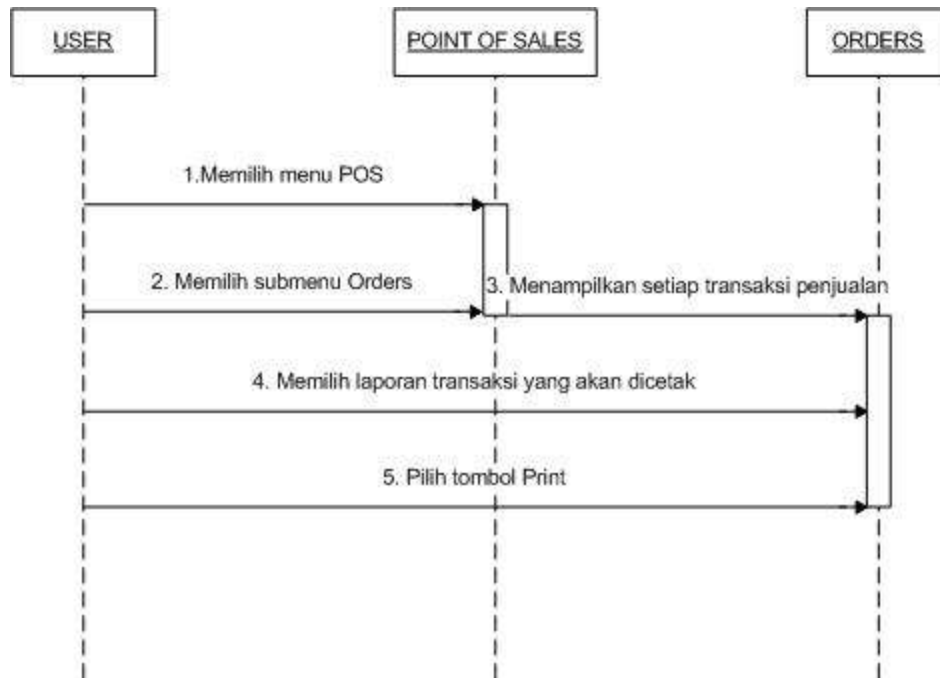 USER
POINT OF SALES
ORDERS
1.Memilih menu POS
2. Memilih submenu Orders
3. Menampilkan setiap transaksi penjualan
4. Memilih laporan transaksi yang akan dicetak
5. Pilih tombol Print